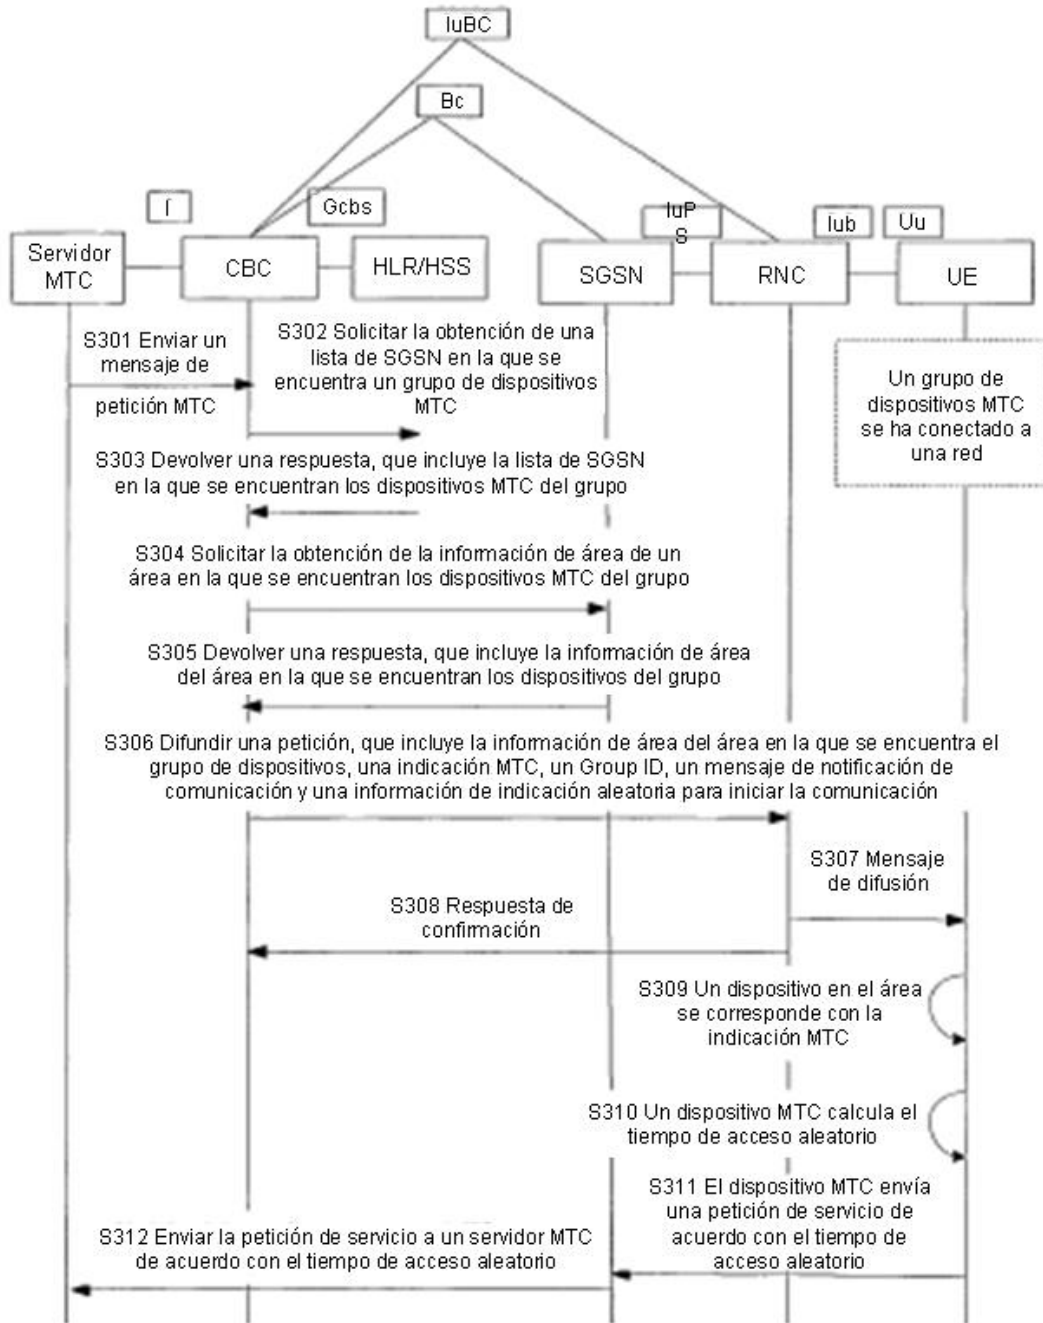 IuBC
Bc
I
Gcbs
IuP
S
Iub
Uu
Servidor
MTC
CBC
HLR/HSS
SGSN
RNC
UE
S301 Enviar un
mensaje de
petición MTC
S302 Solicitar la obtención de una
lista de SGSN en la que se
encuentra un grupo de dispositivos
MTC
Un grupo de
dispositivos MTC
se ha conectado a
una red
S303 Devolver una respuesta, que incluye la lista de SGSN
en la que se encuentran los dispositivos MTC del grupo
S304 Solicitar la obtención de la información de área de un
área en la que se encuentran los dispositivos MTC del grupo
S305 Devolver una respuesta, que incluye la información de área
del área en la que se encuentran los dispositivos del grupo
S306 Difundir una petición, que incluye la información de área del área en la que se encuentra el
grupo de dispositivos, una indicación MTC, un Group ID, un mensaje de notificación de
comunicación y una información de indicación aleatoria para iniciar la comunicación
S307 Mensaje
de difusión
S308 Respuesta de
confirmación
S309 Un dispositivo en el área
se corresponde con la
indicación MTC
S310 Un dispositivo MTC calcula el
tiempo de acceso aleatorio
S311 El dispositivo MTC envía
una petición de servicio de
acuerdo con el tiempo de
acceso aleatorio
S312 Enviar la petición de servicio a un servidor MTC
de acuerdo con el tiempo de acceso aleatorio